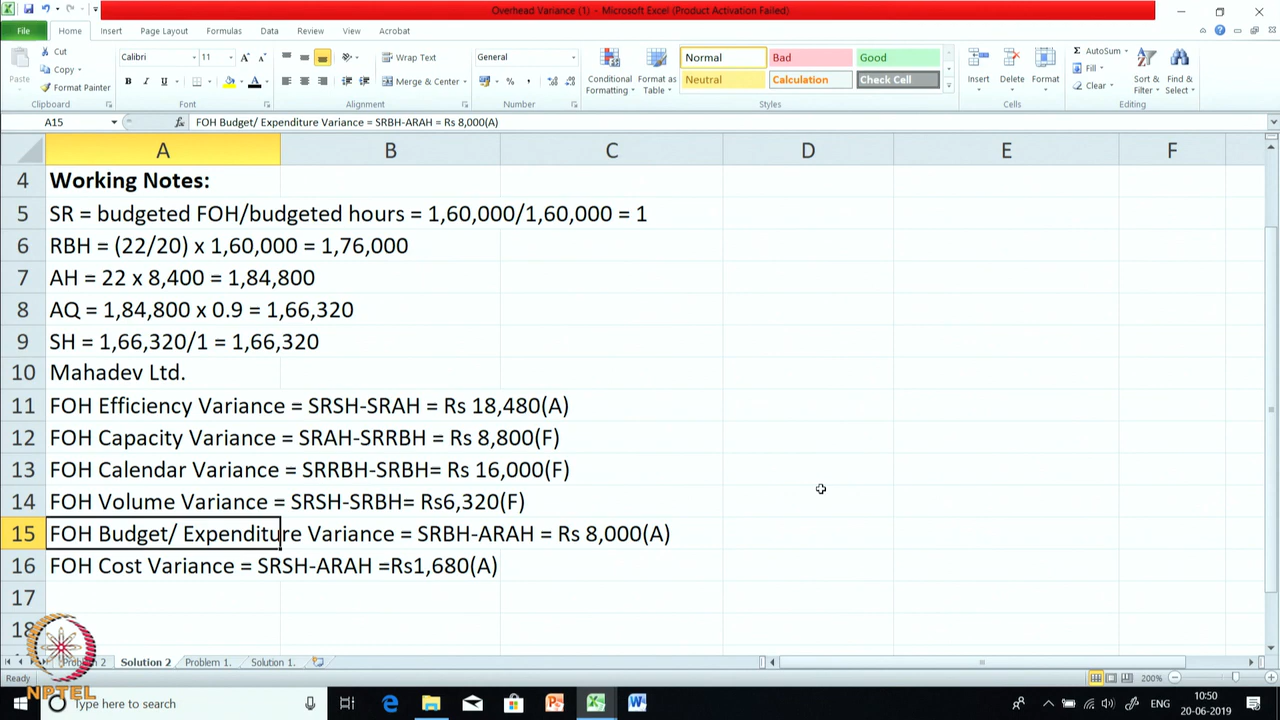 Overhead Variance (1) - Microsoft Excel (Product Activation Failed)
File Home Insert Page Layout Formulas Data Review View Acrobat
Cut
Copy
Format Painter
Paste
Calibri 11
Wrap Text
Merge & Center
General
Conditional Formatting
Format as Table
Normal Bad Good
Neutral Calculation Check Cell
Insert Delete Format
AutoSum
Fill
Clear
Sort & Filter
Find & Select
Clipboard Font Alignment Number Styles Cells Editing
A15 fx FOH Budget/ Expenditure Variance = SRBH-ARAH = Rs 8,000(A)
A B C D E F
4 Working Notes:
5 SR = budgeted FOH/budgeted hours = 1,60,000/1,60,000 = 1
6 RBH = (22/20) x 1,60,000 = 1,76,000
7 AH = 22 x 8,400 = 1,84,800
8 AQ = 1,84,800 x 0.9 = 1,66,320
9 SH = 1,66,320/1 = 1,66,320
10 Mahadev Ltd.
11 FOH Efficiency Variance = SRSH-SRAH = Rs 18,480(A)
12 FOH Capacity Variance = SRAH-SRRBH = Rs 8,800(F)
13 FOH Calendar Variance = SRRBH-SRBH= Rs 16,000(F)
14 FOH Volume Variance = SRSH-SRBH= Rs6,320(F)
15 FOH Budget/ Expenditure Variance = SRBH-ARAH = Rs 8,000(A)
16 FOH Cost Variance = SRSH-ARAH =Rs1,680(A)
17
18
2 Solution 2 Problem 1. Solution 1.
Ready 200%
NPTEL
Type here to search
ENG
10:50
20-06-2019